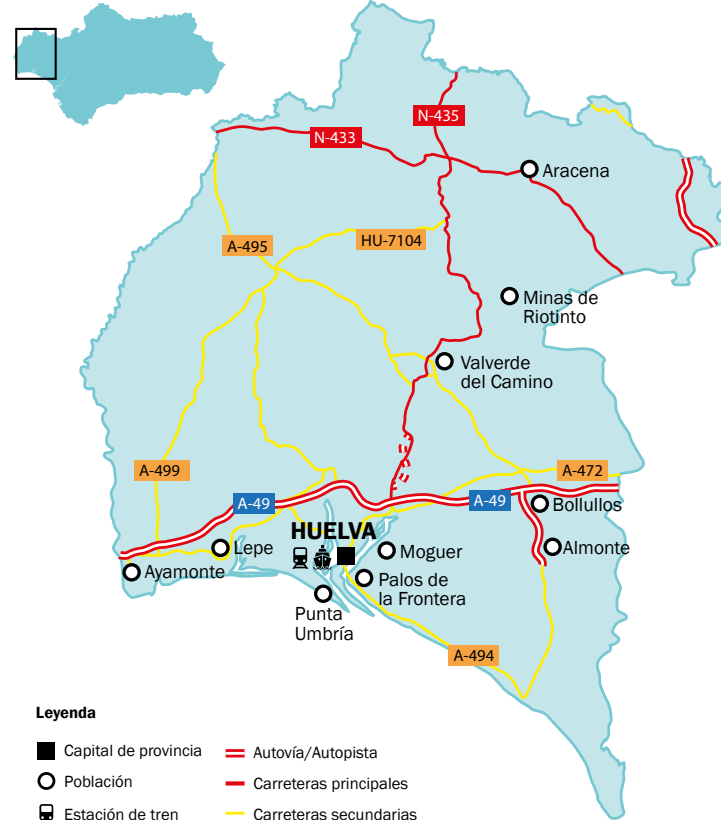 N-435
N-433
Aracena
A-495
HU-7104
Minas de
Riotinto
Valverde
del Camino
A-499
A-472
A-49
A-49
Bollullos
HUELVA
Lepe
Moguer
Almonte
Ayamonte
Palos de
la Frontera
Punta
Umbría
A-494
Leyenda
Capital de provincia
Autovía/Autopista
Población
Carreteras principales
Estación de tren
Carreteras secundarias